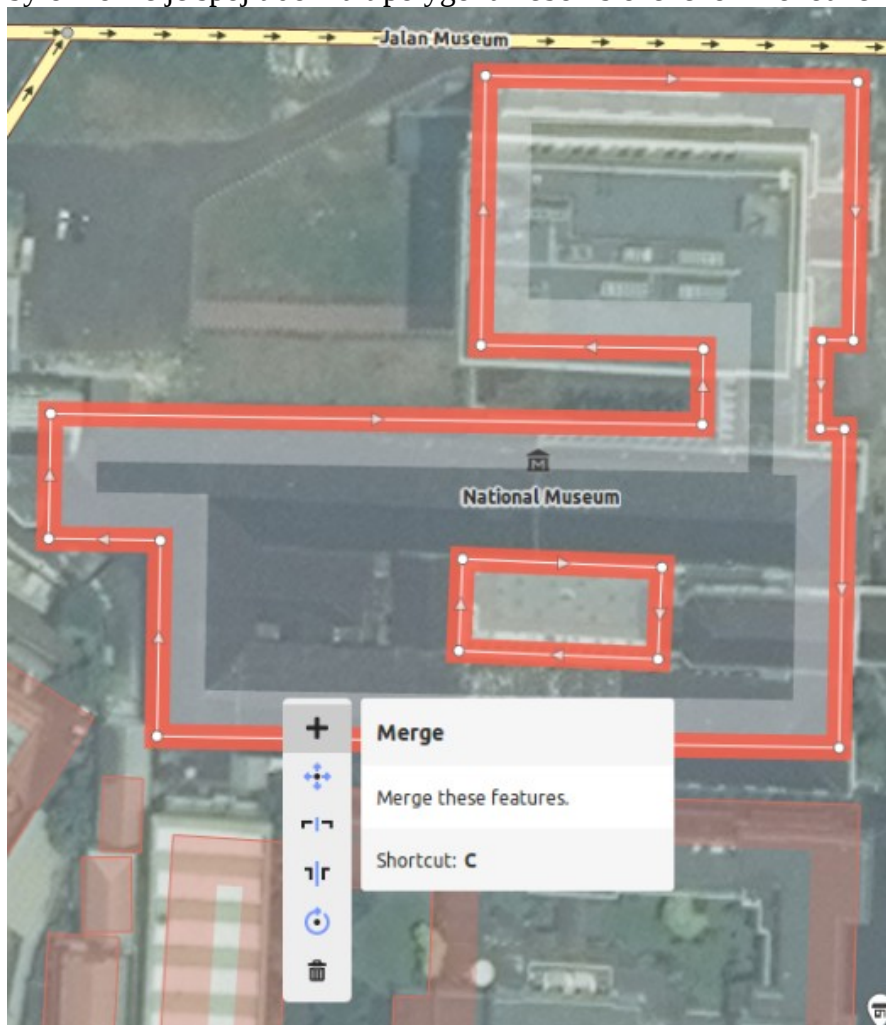 Jalan Museum
National Museum
Merge
Merge these features.
Shortcut: C